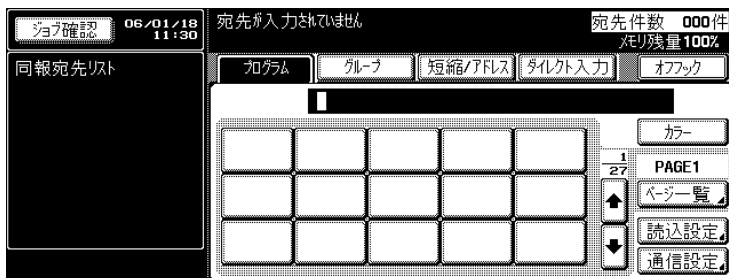 ジョブ確認
06/01/18
11:30
宛先が入力されていません
宛先件数 000件
メモリ残量100%
同報宛先リスト
プログラム
グループ
短縮/アドレス
ダイレクト入力
オフフック
カラー
1
27
PAGE1
ページ一覧
読込設定
通信設定